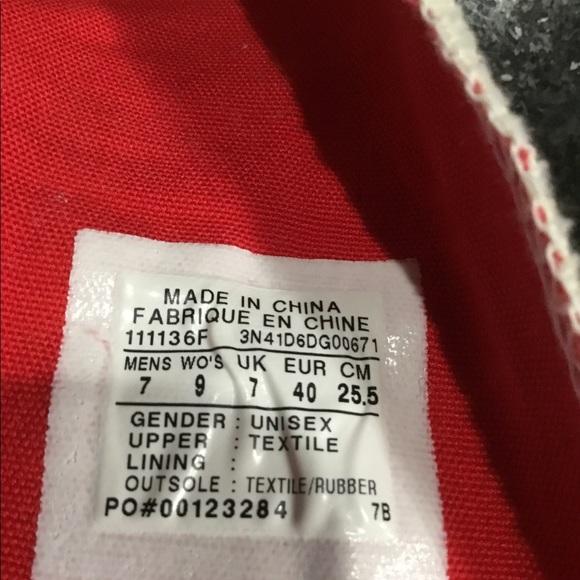 MADE IN CHINA
FABRIQUE EN CHINE
111136F 3N41D6DG00671
MENS WO'S UK EUR CM
7 9 7 40 25.5
GENDER : UNISEX
UPPER : TEXTILE
LINING :
OUTSOLE : TEXTILE/RUBBER
PO#00123284 7B